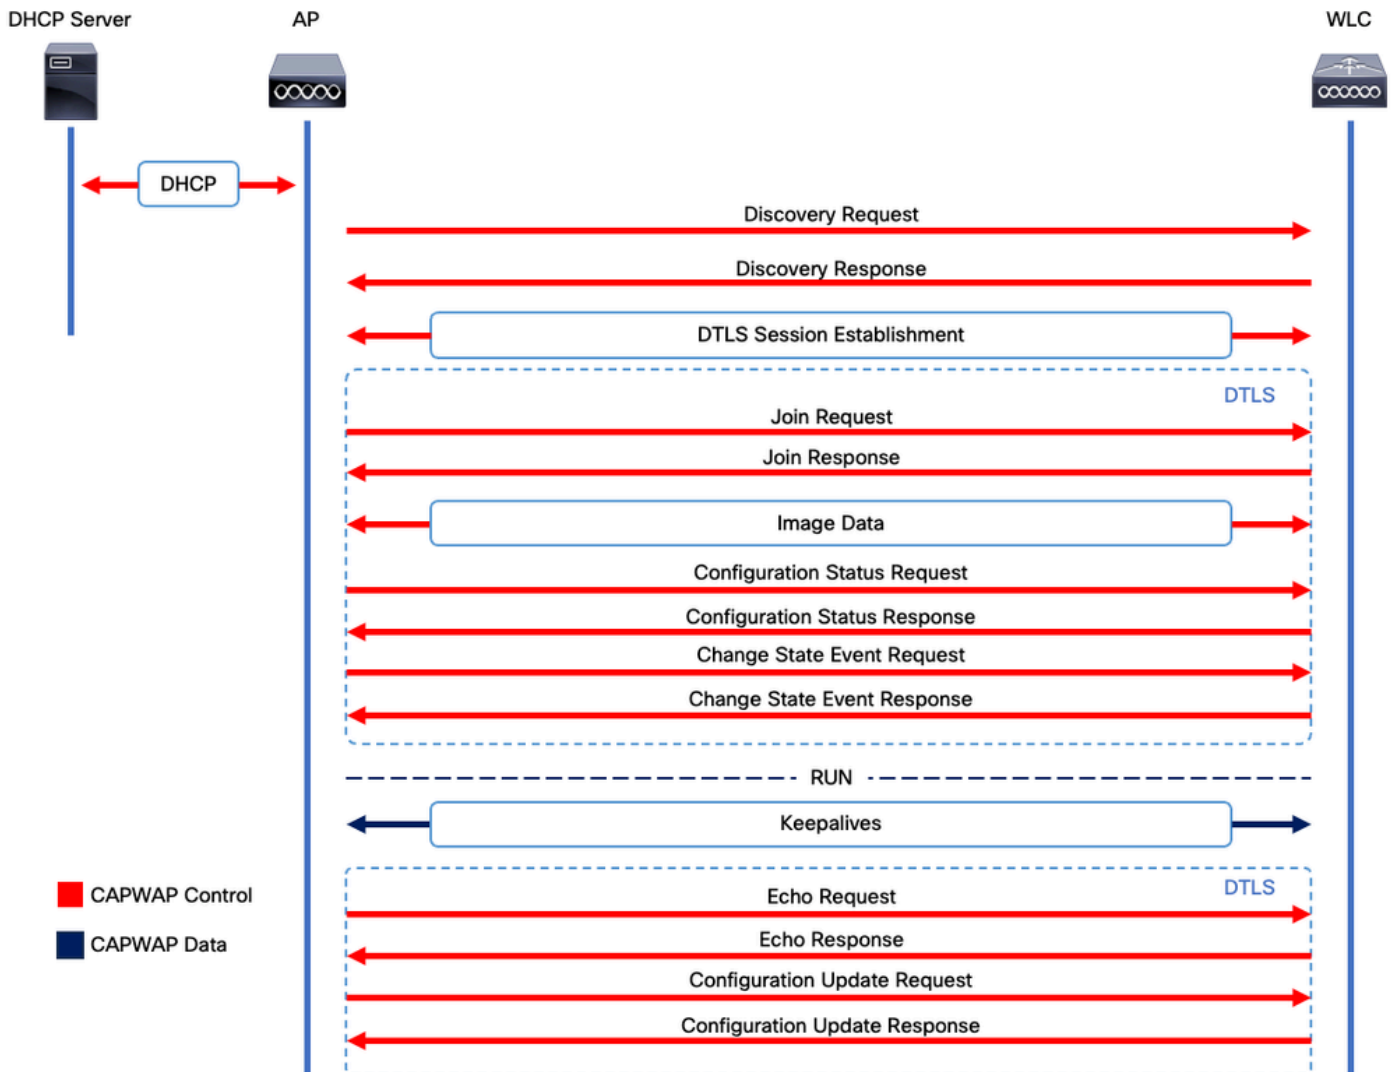 DHCP Server
AP
WLC
DHCP
Discovery Request
Discovery Response
DTLS Session Establishment
DTLS
Join Request
Join Response
Image Data
Configuration Status Request
Configuration Status Response
Change State Event Request
Change State Event Response
RUN
Keepalives
CAPWAP Control
CAPWAP Data
DTLS
Echo Request
Echo Response
Configuration Update Request
Configuration Update Response